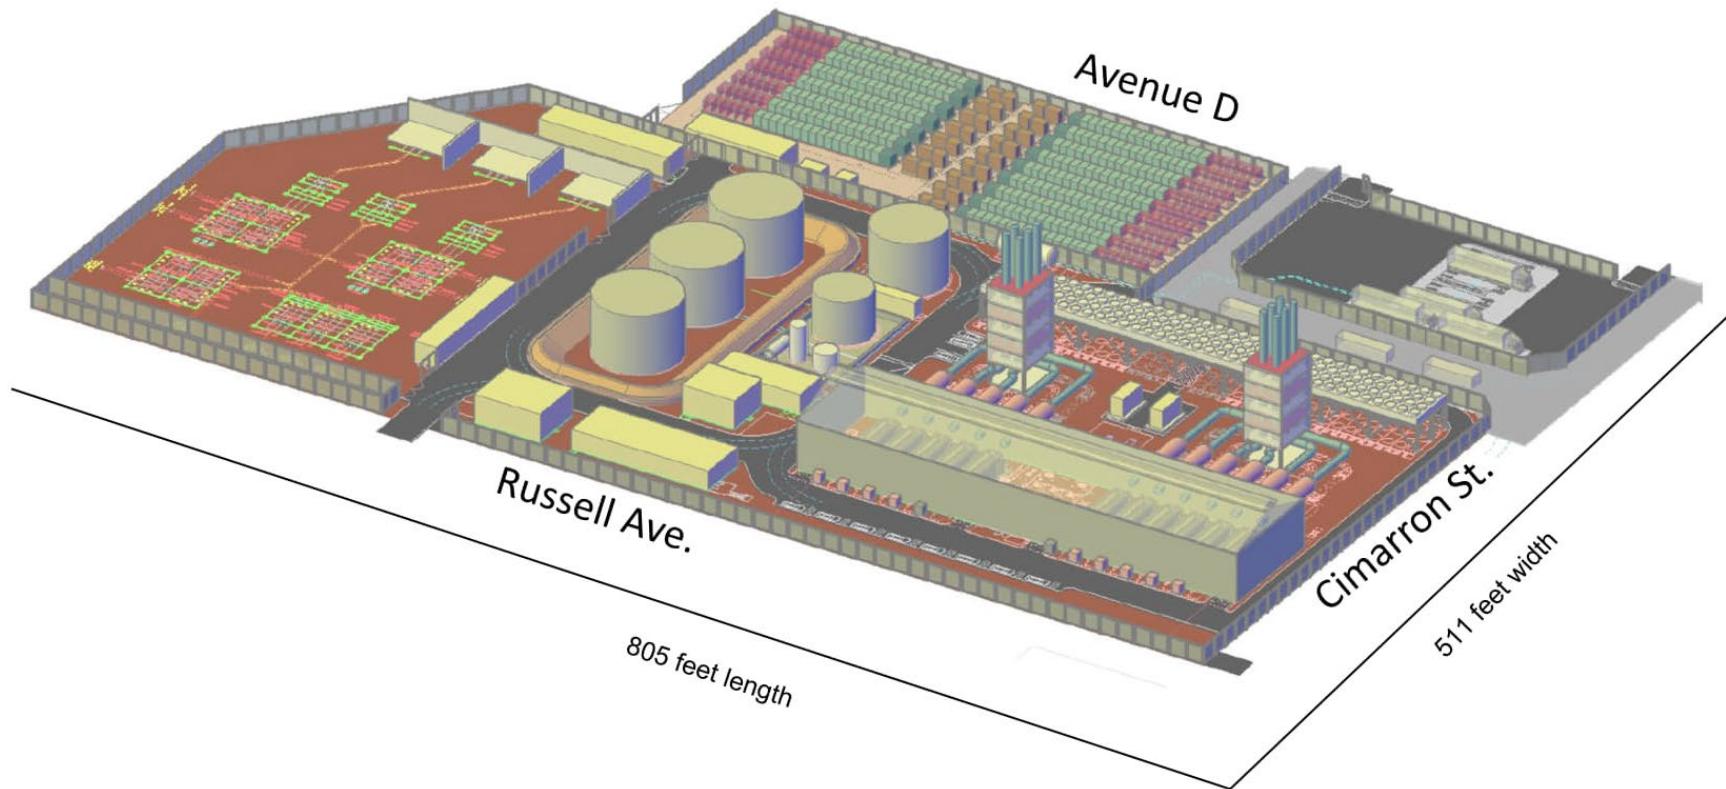 Avenue D
Russell Ave.
Cimarron St.
805 feet length
511 feet width